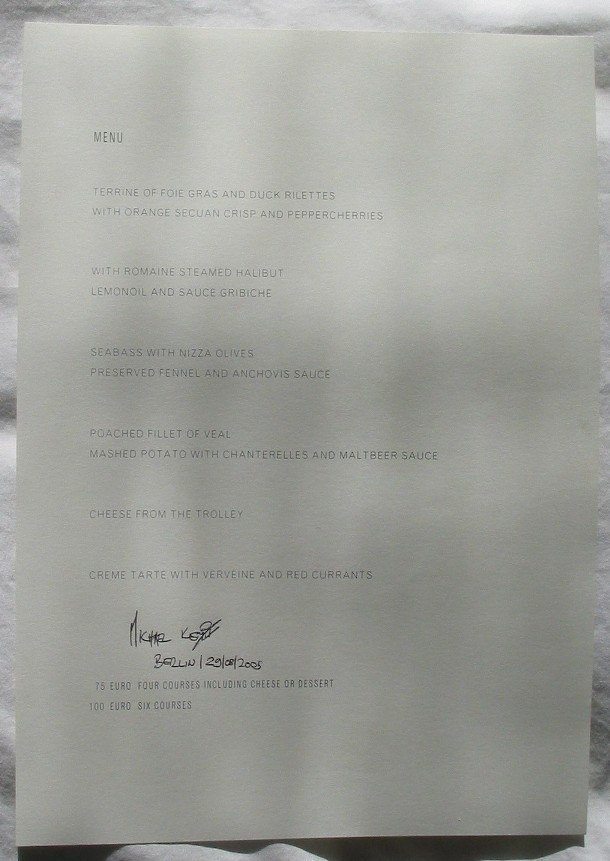 MENU
TERRINE OF FOIE GRAS AND DUCK RILETTES
WITH ORANGE SECUAN CRISP AND PEPPERCHERRIES
WITH ROMAINE STEAMED HALIBUT
LEMONOIL AND SAUCE GRIBICHE
SEABASS WITH NIZZA OLIVES
PRESERVED FENNEL AND ANCHOVIS SAUCE
POACHED FILLET OF VEAL
MASHED POTATO WITH CHANTERELLES AND MALTBEER SAUCE
CHEESE FROM THE TROLLEY
CREME TARTE WITH VERVEINE AND RED CURRANTS
BERLIN / 29/08/2005
75 EURO FOUR COURSES INCLUDING CHEESE OR DESSERT
100 EURO SIX COURSES